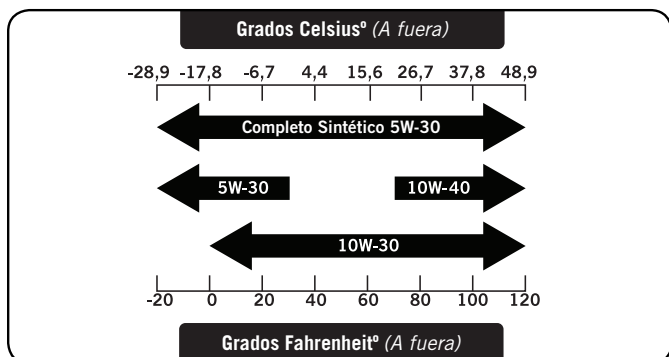 Grados Celsiusº (A fuera)
-28,9 -17,8 -6,7 4,4 15,6 26,7 37,8 48,9
Completo Sintético 5W-30
5W-30 10W-40
10W-30
-20 0 20 40 60 80 100 120
Grados Fahrenheitº (A fuera)